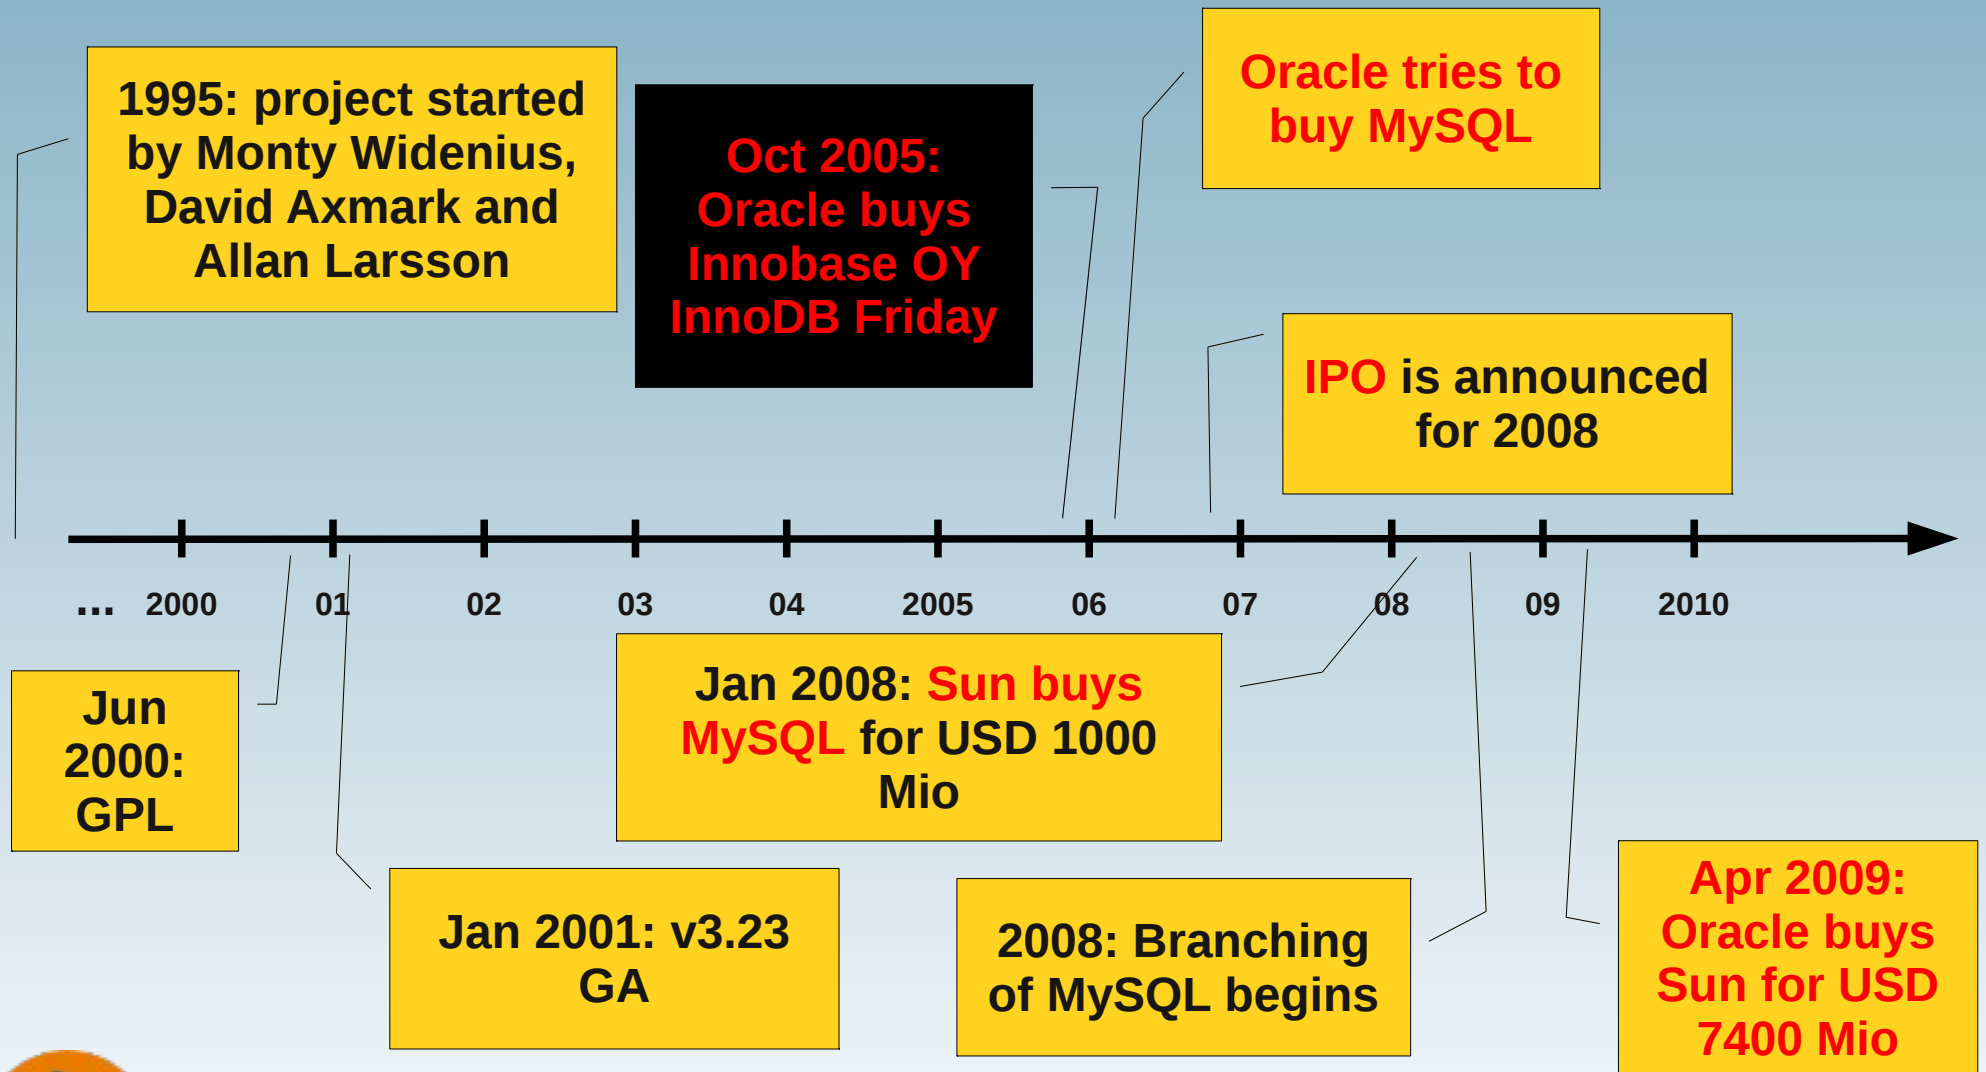 1995: project started
by Monty Widenius,
David Axmark and
Allan Larsson
Oct 2005:
Oracle buys
Innobase OY
InnoDB Friday
Oracle tries to
buy MySQL
IPO is announced
for 2008
... 2000 01 02 03 04 2005 06 07 08 09 2010
Jun
2000:
GPL
Jan 2001: v3.23
GA
Jan 2008: Sun buys
MySQL for USD 1000
Mio
2008: Branching
of MySQL begins
Apr 2009:
Oracle buys
Sun for USD
7400 Mio